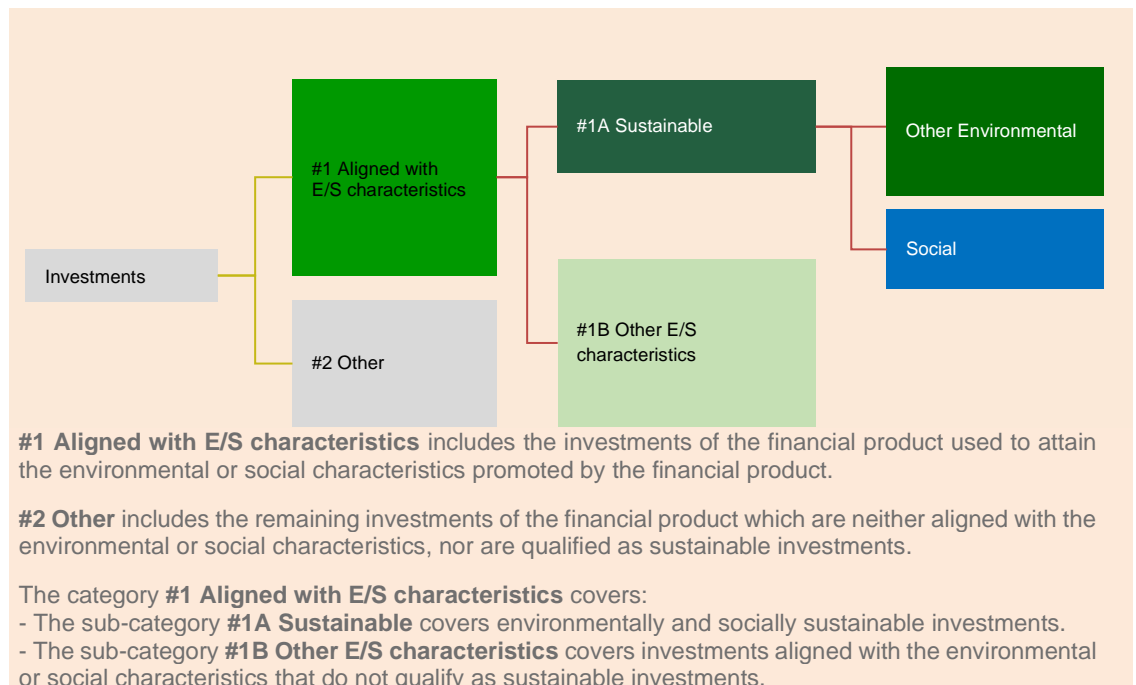 #1A Sustainable
Other Environmental
#1 Aligned with
E/S characteristics
Social
Investments
#1B Other E/S
characteristics
#2 Other
#1 Aligned with E/S characteristics includes the investments of the financial product used to attain
the environmental or social characteristics promoted by the financial product.
#2 Other includes the remaining investments of the financial product which are neither aligned with the
environmental or social characteristics, nor are qualified as sustainable investments.
The category #1 Aligned with E/S characteristics covers:
- The sub-category #1A Sustainable covers environmentally and socially sustainable investments.
- The sub-category #1B Other E/S characteristics covers investments aligned with the environmental
or social characteristics that do not qualify as sustainable investments.